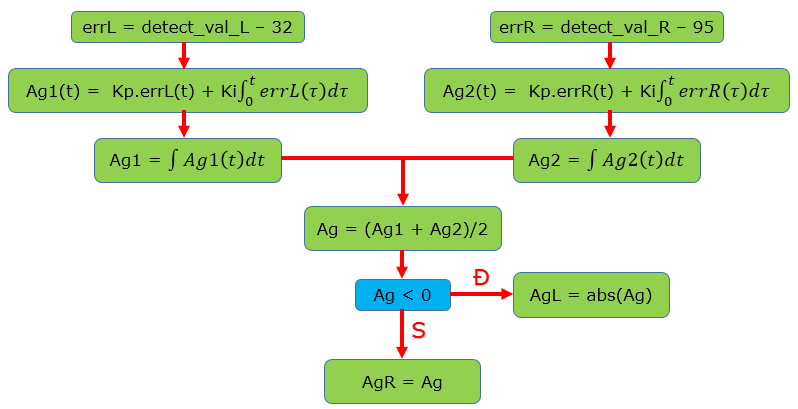 errL = detect_val_L – 32
errR = detect_val_R – 95
Ag1(t) = Kp.errL(t) + Ki∫₀ᵗ errL(τ)dτ
Ag2(t) = Kp.errR(t) + Ki∫₀ᵗ errR(τ)dτ
Ag1 = ∫ Ag1(t)dt
Ag2 = ∫ Ag2(t)dt
Ag = (Ag1 + Ag2)/2
Ag < 0
Đ
AgL = abs(Ag)
S
AgR = Ag